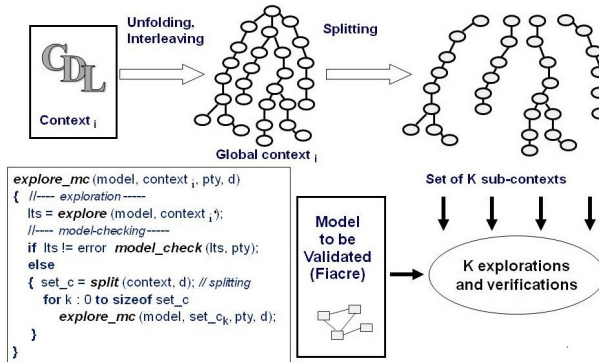 Unfolding,
Interleaving
Splitting
CDL
Context i
Global context i
Set of K sub-contexts
explore_mc (model, context i, pty, d)
{ //---- exploration -----
lts = explore (model, context i);
//---- model-checking-----
if lts != error model_check (lts, pty);
else
{ set_c = split (context, d); // splitting
for k : 0 to sizeof set_c
explore_mc (model, set_c k, pty, d);
}
}
Model
to be
Validated
(Fiacre)
K explorations
and verifications